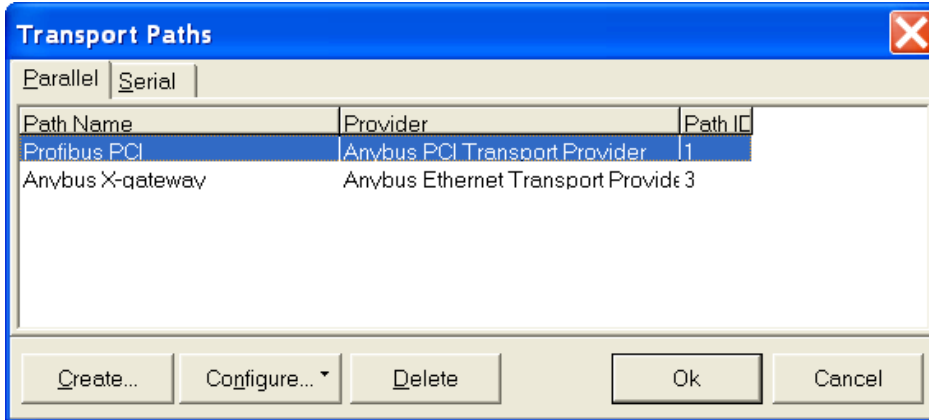 Transport Paths
Parallel Serial
Path Name Provider Path ID
Profibus PCI Anybus PCI Transport Provider 1
Anybus X-gateway Anybus Ethernet Transport Provide 3
Create... Configure... Delete Ok Cancel